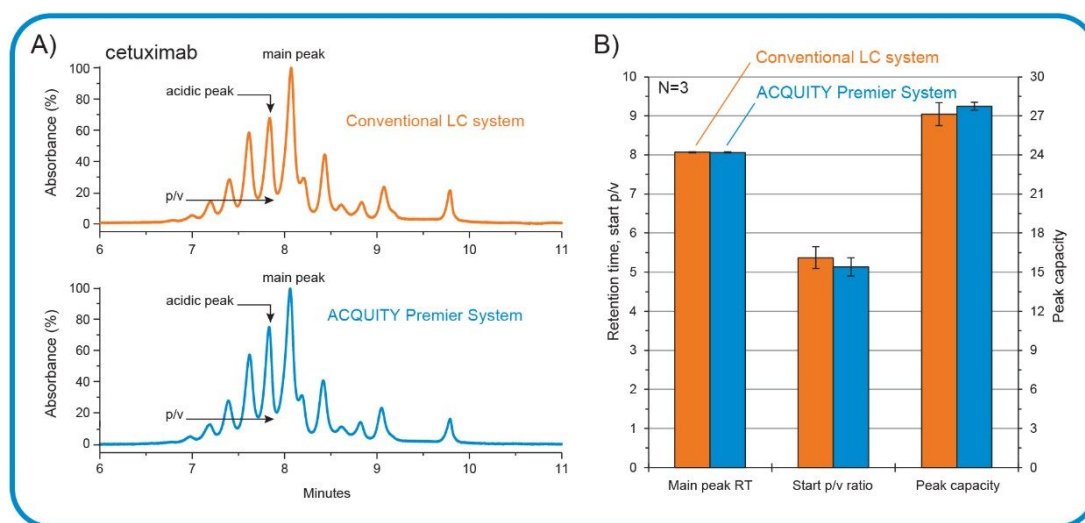 A)
cetuximab
main peak
acidic peak
Conventional LC system
p/v
Absorbance (%)
100
80
60
40
20
0
6 7 8 9 10 11
main peak
acidic peak
ACQUITY Premier System
p/v
Absorbance (%)
100
80
60
40
20
0
6 7 8 9 10 11
Minutes
B)
Conventional LC
system
ACQUITY Premier
System
N=3
Retention time, start p/v
10
9
8
7
6
5
4
3
2
1
0
30
27
24
21
18
15
12
9
6
3
0
Peak capacity
Main peak RT Start p/v ratio Peak capacity